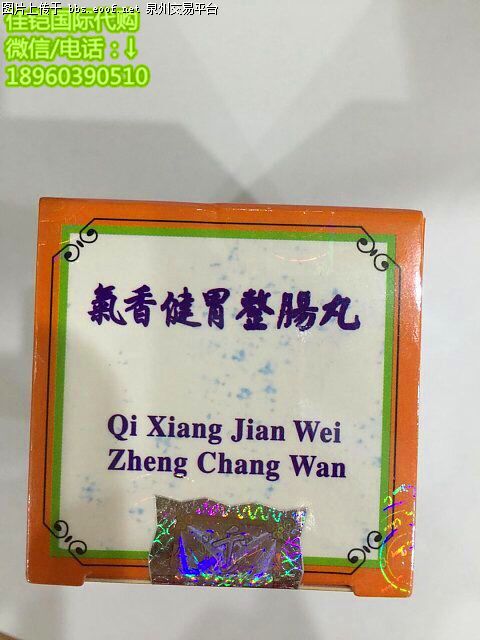 图片上传于 bbs.eoof.net 泉州交易平台
佳铠国际代购
微信/电话：↓
18960390510
氣香健胃整腸丸
Qi Xiang Jian Wei
Zheng Chang Wan